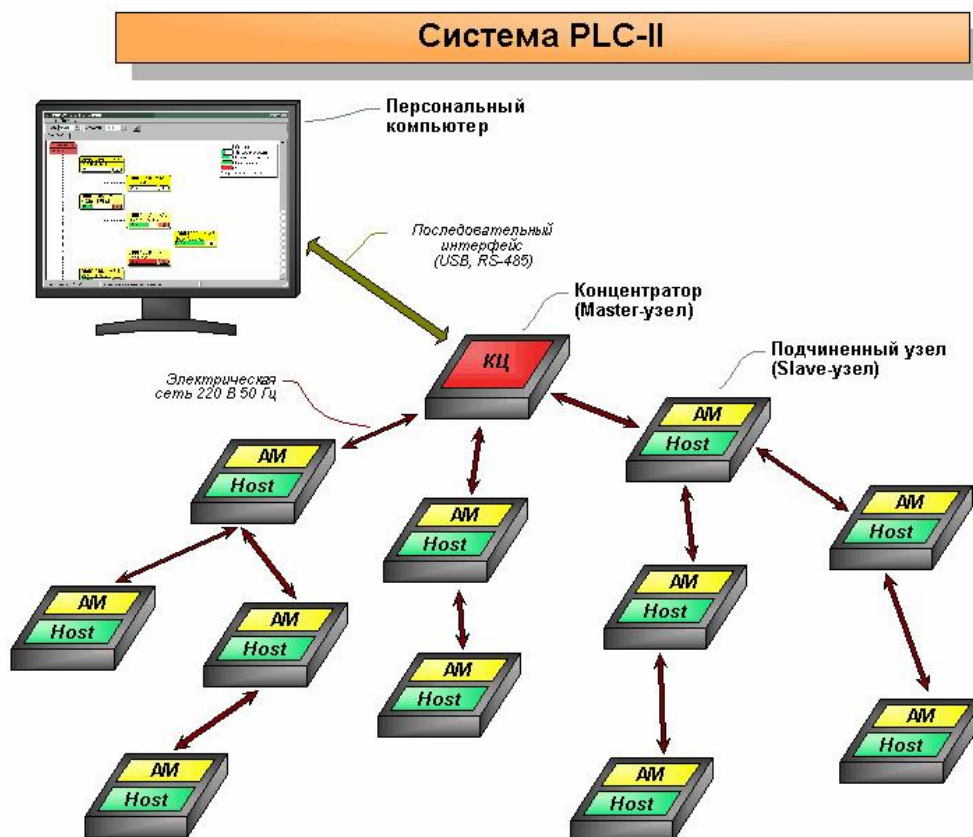 Система PLC-II
Персональный
компьютер
Последовательный
интерфейс
(USB, RS-485)
Концентратор
(Master-узел)
КЦ
Подчиненный узел
(Slave-узел)
Электрическая
сеть 220 В 50 Гц
AM
Host
AM
Host
AM
Host
AM
Host
AM
Host
AM
Host
AM
Host
AM
Host
AM
Host
AM
Host
AM
Host